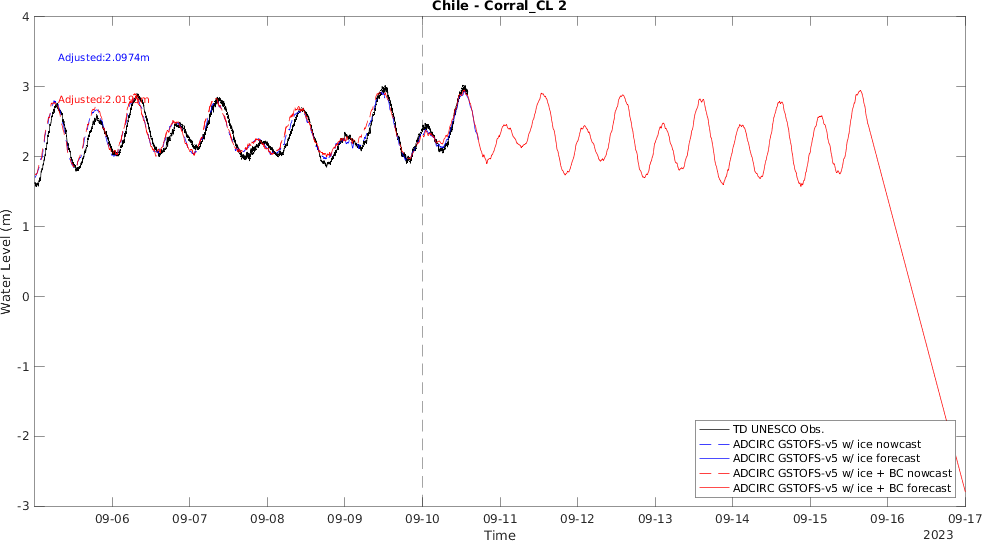 Chile - Corral_CL 2
4
3
2
1
0
-1
-2
-3
Water Level (m)
Adjusted:2.0974m
TD UNESCO Obs.
ADCIRC GSTOFS-v5 w/ ice nowcast
ADCIRC GSTOFS-v5 w/ ice forecast
ADCIRC GSTOFS-v5 w/ ice + BC nowcast
ADCIRC GSTOFS-v5 w/ ice + BC forecast
09-06 09-07 09-08 09-09 09-10 09-11 09-12 09-13 09-14 09-15 09-16 09-17
Time
2023